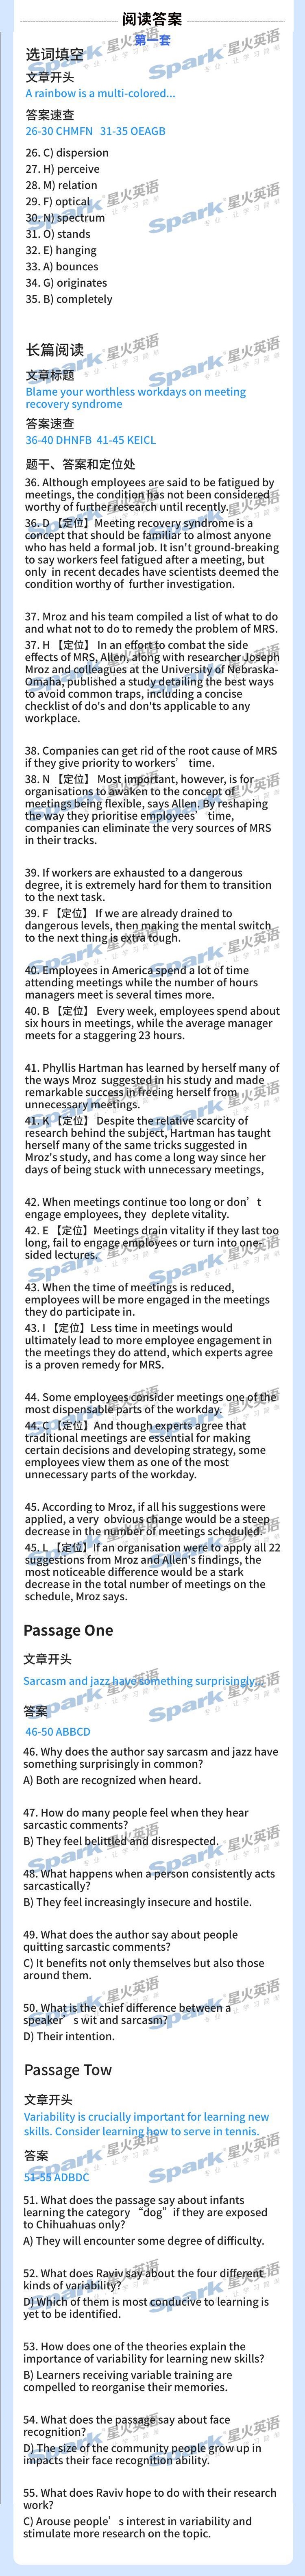 阅读答案
第一套
选词填空
文章开头
A rainbow is a multi-colored...
答案速查
26-30 CHMFN 31-35 OEAGB
26. C) dispersion
27. H) perceive
28. M) relation
29. F) optical
30. N) spectrum
31. O) stands
32. E) hanging
33. A) bounces
34. G) originates
35. B) completely
长篇阅读
文章标题
Blame your worthless workdays on meeting
recovery syndrome
答案速查
36-40 DHNFB 41-45 KEICL
题干、答案和定位处
36. Although employees are said to be fatigued by
meetings, the condition has not been considered
worthy of further research until recently.
36. D 【定位】Meeting recovery syndrome is a
concept that should be familiar to almost anyone
who has held a formal job. It isn't ground-breaking
to say workers feel fatigued after a meeting, but
only in recent decades have scientists deemed the
condition worthy of further investigation.
37. Mroz and his team compiled a list of what to do
and what not to do to remedy the problem of MRS.
37. H 【定位】 In an effort to combat the side
effects of MRS, Allen, along with researcher Joseph
Mroz and colleagues at the University of Nebraska-
Omaha, published a study detailing the best ways
to avoid common traps, including a concise
checklist of do's and don'ts applicable to any
workplace.
38. Companies can get rid of the root cause of MRS
if they give priority to workers’ time.
38. N 【定位】 Most important, however, is for
organisations to awaken to the concept of
meetings being flexible, says Allen. By reshaping
the way they prioritise employees’ time,
companies can eliminate the very sources of MRS
in their tracks.
39. If workers are exhausted to a dangerous
degree, it is extremely hard for them to transition
to the next task.
39. F 【定位】 If we are already drained to
dangerous levels, then making the mental switch
to the next thing is extra tough.
40. Employees in America spend a lot of time
attending meetings while the number of hours
managers meet is several times more.
40. B 【定位】 Every week, employees spend about
six hours in meetings, while the average manager
meets for a staggering 23 hours.
41. Phyllis Hartman has learned by herself many of
the ways Mroz suggested in his study and made
remarkable success in freeing herself from
unnecessary meetings.
41. K 【定位】 Despite the relative scarcity of
research behind the subject, Hartman has taught
herself many of the same tricks suggested in
Mroz's study, and has come a long way since her
days of being stuck with unnecessary meetings,
42. When meetings continue too long or don’t
engage employees, they deplete vitality.
42. E 【定位】Meetings drain vitality if they last too
long, fail to engage employees or turn into one-
sided lectures.
43. When the time of meetings is reduced,
employees will be more engaged in the meetings
they do participate in.
43. I 【定位】Less time in meetings would
ultimately lead to more employee engagement in
the meetings they do attend, which experts agree
is a proven remedy for MRS.
44. Some employees consider meetings one of the
most dispensable parts of the workday.
44. C 【定位】And though experts agree that
traditional meetings are essential for making
certain decisions and developing strategy, some
employees view them as one of the most
unnecessary parts of the workday.
45. According to Mroz, if all his suggestions were
applied, a very obvious change would be a steep
decrease in the number of meetings scheduled.
45. L 【定位】If an organisation were to apply all 22
suggestions from Mroz and Allen's findings, the
most noticeable difference would be a stark
decrease in the total number of meetings on the
schedule, Mroz says.
Passage One
文章开头
Sarcasm and jazz have something surprisingly
答案
46-50 ABBCD
46. Why does the author say sarcasm and jazz have
something surprisingly in common?
A) Both are recognized when heard.
47. How do many people feel when they hear
sarcastic comments?
B) They feel belittled and disrespected.
48. What happens when a person consistently acts
sarcastically?
B) They feel increasingly insecure and hostile.
49. What does the author say about people
quitting sarcastic comments?
C) It benefits not only themselves but also those
around them.
50. What is the chief difference between a
speaker’s wit and sarcasm?
D) Their intention.
Passage Tow
文章开头
Variability is crucially important for learning new
skills. Consider learning how to serve in tennis.
答案
51-55 ADBDC
51. What does the passage say about infants
learning the category “dog” if they are exposed
to Chihuahuas only?
A) They will encounter some degree of difficulty.
52. What does Raviv say about the four different
kinds of variability?
D) Which of them is most conducive to learning is
yet to be identified.
53. How does one of the theories explain the
importance of variability for learning new skills?
B) Learners receiving variable training are
compelled to reorganise their memories.
54. What does the passage say about face
recognition?
D) The size of the community people grow up in
impacts their face recognition ability.
55. What does Raviv hope to do with their research
work?
C) Arouse people’s interest in variability and
stimulate more research on the topic.